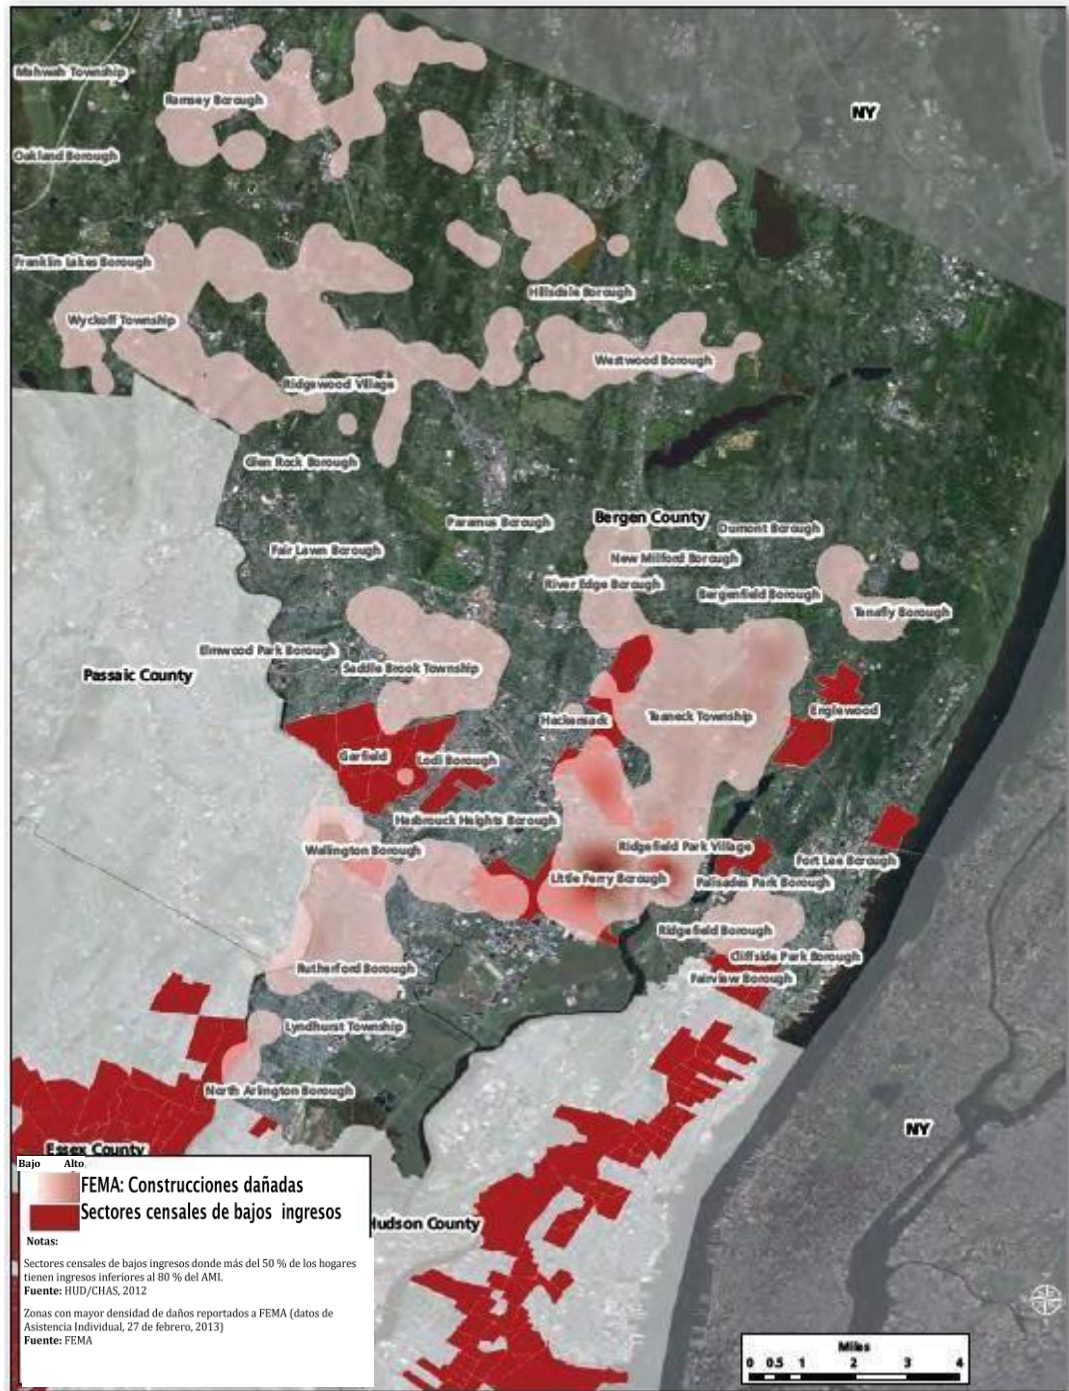 Mahwah Township
Ramsey Borough
NY
Oakland Borough
Franklin Lakes Borough
Hillsdale Borough
Wyckoff Township
Westwood Borough
Ridgewood Village
Glen Rock Borough
Paramus Borough
Bergen County
Dumont Borough
Fair Lawn Borough
New Milford Borough
River Edge Borough
Bergenfield Borough
Tenafly Borough
Elmwood Park Borough
Saddle Brook Township
Passaic County
Hackensack
Teaneck Township
Englewood
Garfield
Lodi Borough
Hasbrouck Heights Borough
Wallington Borough
Ridgefield Park Village
Fort Lee Borough
Little Ferry Borough
Palisades Park Borough
Ridgefield Borough
Cliffside Park Borough
Rutherford Borough
Fairview Borough
Lyndhurst Township
North Arlington Borough
NY
Essex County
Hudson County
Bajo Alto
FEMA: Construcciones dañadas
Sectores censales de bajos ingresos
Notas:
Sectores censales de bajos ingresos donde más del 50 % de los hogares
tienen ingresos inferiores al 80 % del AMI.
Fuente: HUD/CHAS, 2012
Zonas con mayor densidad de daños reportados a FEMA (datos de
Asistencia Individual, 27 de febrero, 2013)
Fuente: FEMA
Miles
0 0.5 1 2 3 4